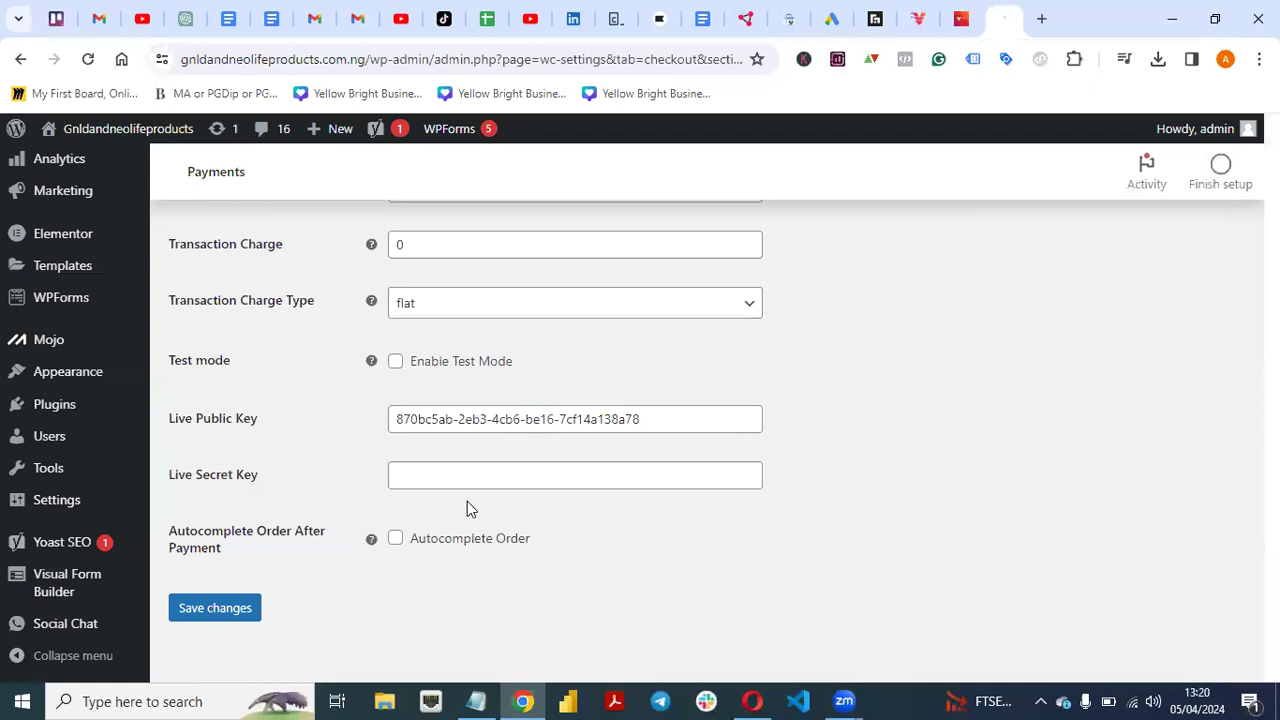 gnldandneolifeproducts.com.ng/wp-admin/admin.php?page=wc-settings&tab=checkout&secti...
A
My First Board, Onli...
B MA or PGDip or PG...
Yellow Bright Busine...
Yellow Bright Busine...
Yellow Bright Busine...
Gnldandneolifeproducts
1
16
+ New
1
WPForms 5
Howdy, admin
Analytics
Marketing
Elementor
Templates
WPForms
Mojo
Appearance
Plugins
Users
Tools
Settings
Yoast SEO 1
Visual Form
Builder
Social Chat
Collapse menu
Payments
Activity
Finish setup
Transaction Charge
0
Transaction Charge Type
flat
Test mode
Enable Test Mode
Live Public Key
870bc5ab-2eb3-4cb6-be16-7cf14a138a78
Live Secret Key
Autocomplete Order After
Payment
Autocomplete Order
Save changes
Type here to search
zm
FTSE...
13:20
05/04/2024
1